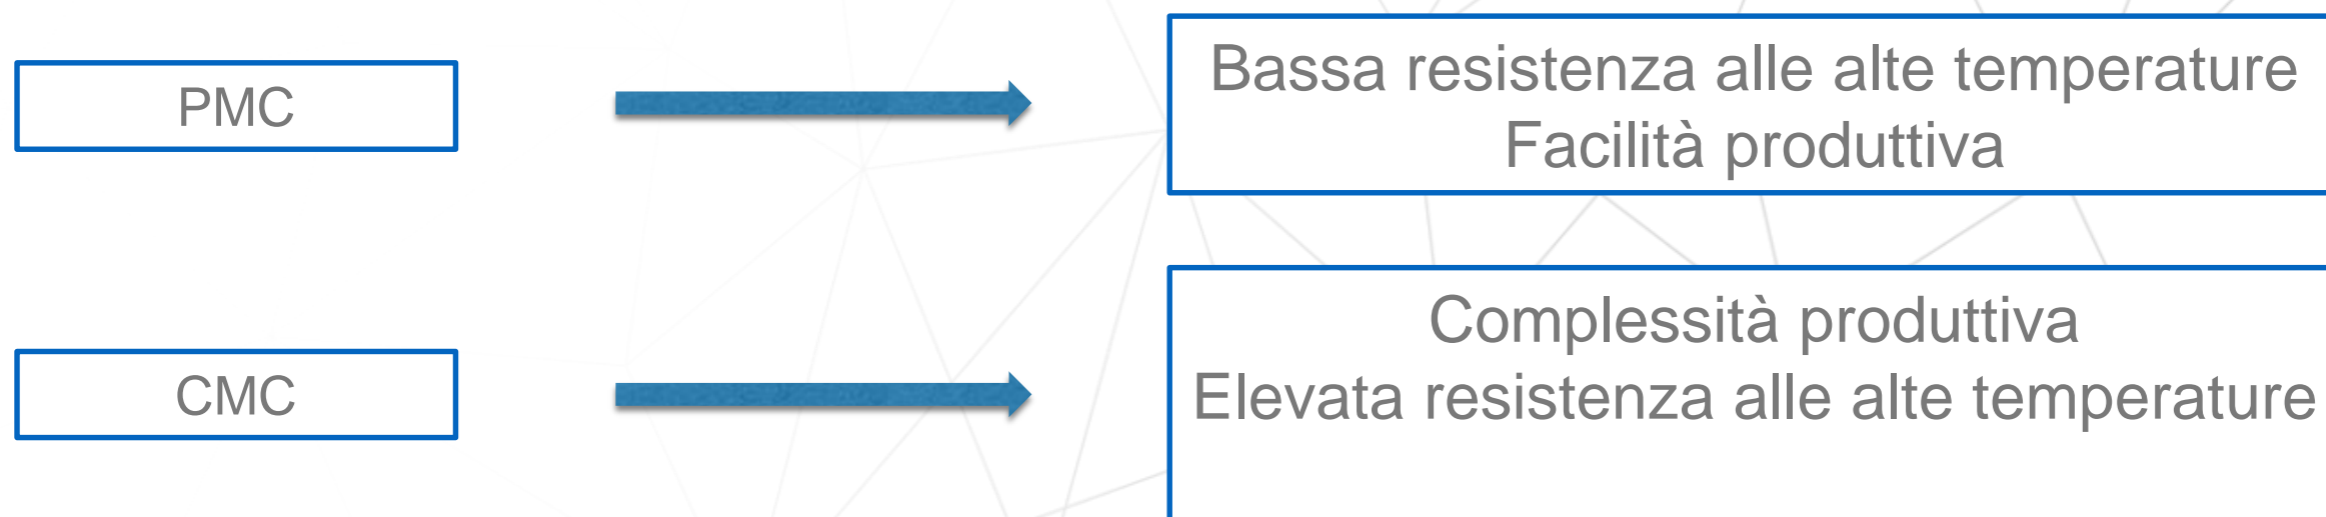 PMC
Bassa resistenza alle alte temperature
Facilità produttiva
CMC
Complessità produttiva
Elevata resistenza alle alte temperature